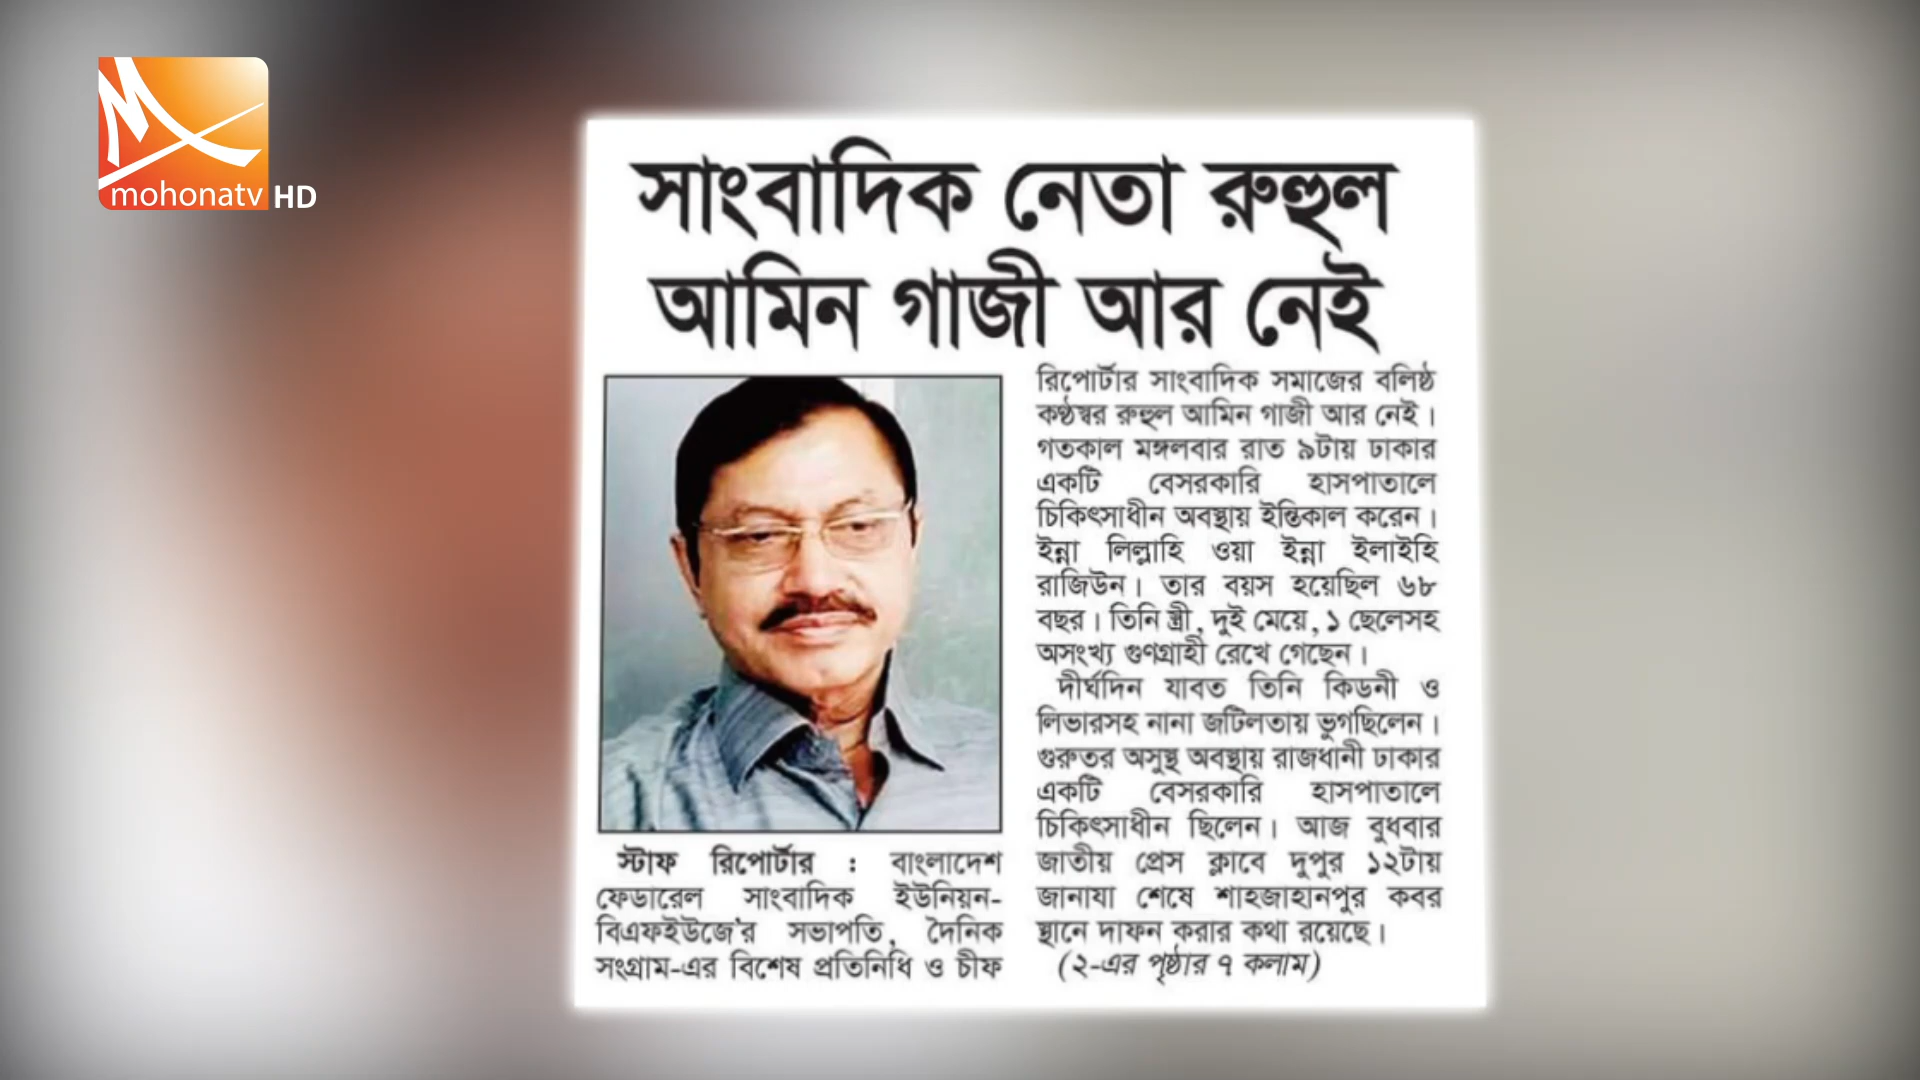 mohonatv HD
সাংবাদিক নেতা রুহুল
আমিন গাজী আর নেই
স্টাফ রিপোর্টার : বাংলাদেশ
ফেডারেল সাংবাদিক ইউনিয়ন-
বিএফইউজে'র সভাপতি, দৈনিক
সংগ্রাম-এর বিশেষ প্রতিনিধি ও চীফ
রিপোর্টার সাংবাদিক সমাজের বলিষ্ঠ
কণ্ঠস্বর রুহুল আমিন গাজী আর নেই।
গতকাল মঙ্গলবার রাত ৯টায় ঢাকার
একটি বেসরকারি হাসপাতালে
চিকিৎসাধীন অবস্থায় ইন্তিকাল করেন।
ইন্না লিল্লাহি ওয়া ইন্না ইলাইহি
রাজিউন। তার বয়স হয়েছিল ৬৮
বছর। তিনি স্ত্রী, দুই মেয়ে, ১ ছেলেসহ
অসংখ্য গুণগ্রাহী রেখে গেছেন।
দীর্ঘদিন যাবত তিনি কিডনী ও
লিভারসহ নানা জটিলতায় ভুগছিলেন।
গুরুতর অসুস্থ অবস্থায় রাজধানী ঢাকার
একটি বেসরকারি হাসপাতালে
চিকিৎসাধীন ছিলেন। আজ বুধবার
জাতীয় প্রেস ক্লাবে দুপুর ১২টায়
জানাযা শেষে শাহজাহানপুর কবর
স্থানে দাফন করার কথা রয়েছে।
(২-এর পৃষ্ঠার ৭ কলাম)